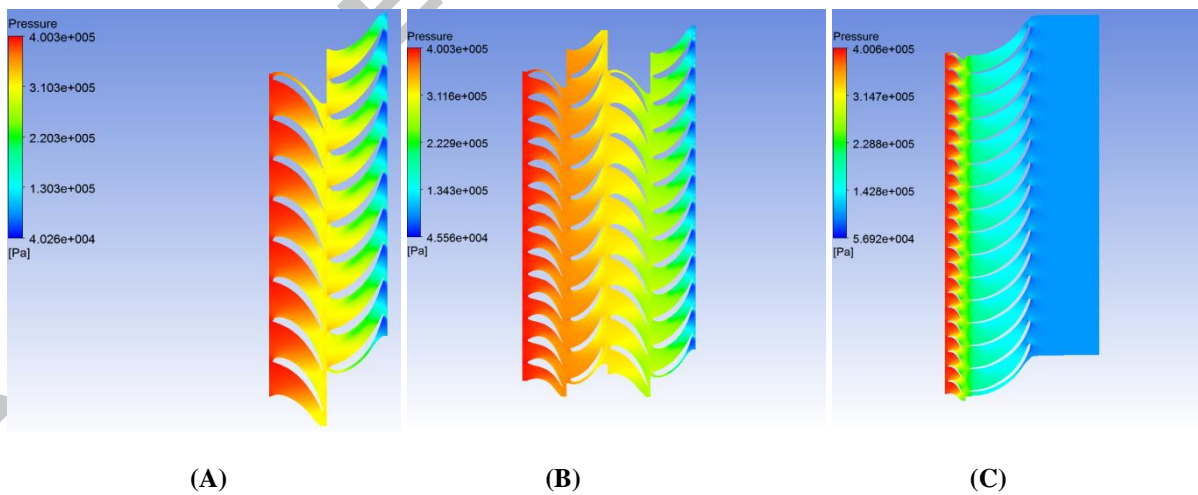 Pressure
4.003e+005
3.103e+005
2.203e+005
1.303e+005
4.026e+004
[Pa]
Pressure
4.003e+005
3.116e+005
2.229e+005
1.343e+005
4.556e+004
[Pa]
Pressure
4.006e+005
3.147e+005
2.288e+005
1.428e+005
5.692e+004
[Pa]
(A)
(B)
(C)